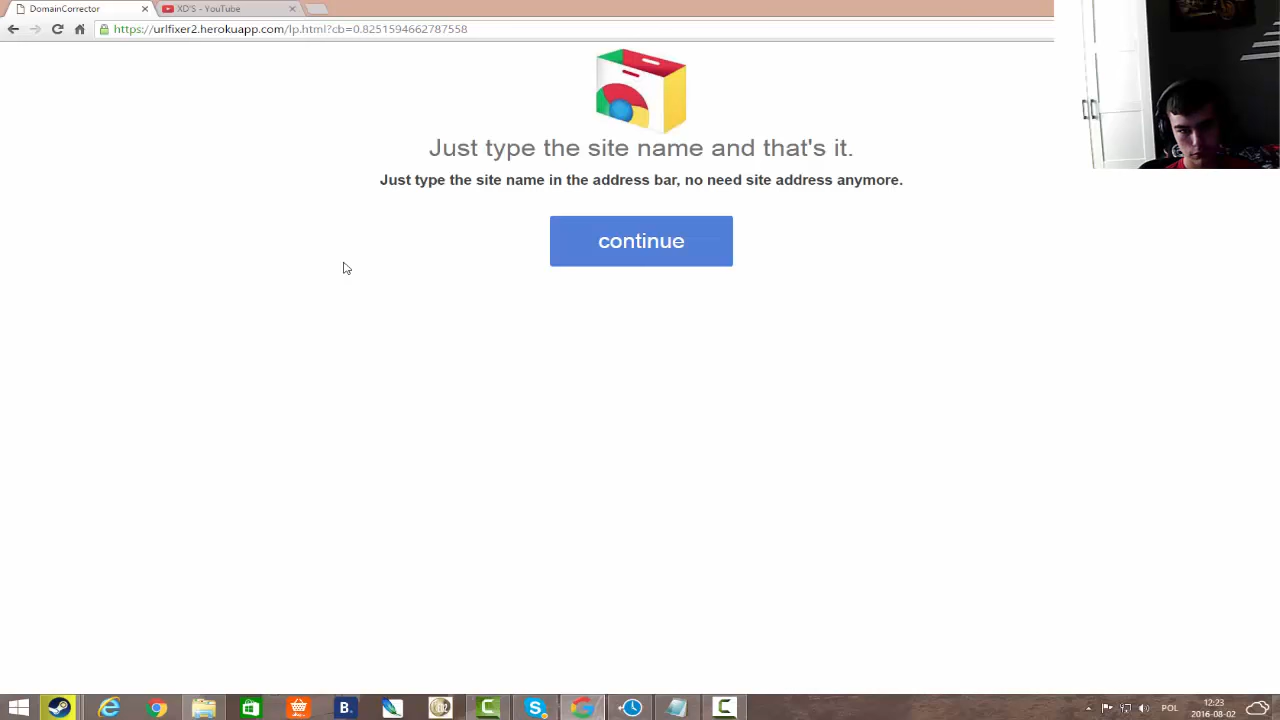 DomainCorrector
XD'S - YouTube
https://urlfixer2.herokuapp.com/lp.html?cb=0.8251594662787558
Just type the site name and that's it.
Just type the site name in the address bar, no need site address anymore.
continue
B.
POL
12:23
2016-08-02